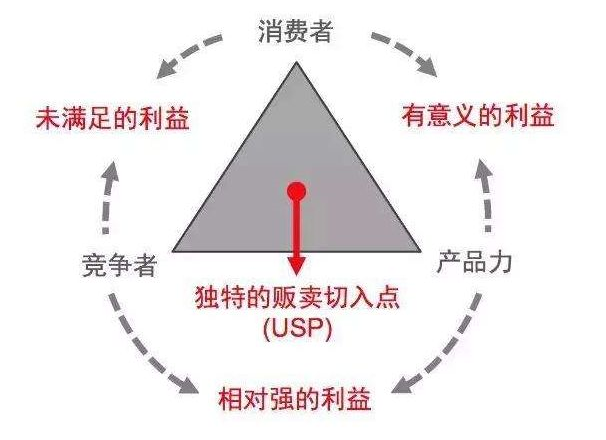 消费者
未满足的利益
有意义的利益
竞争者
产品力
独特的贩卖切入点
(USP)
相对强的利益